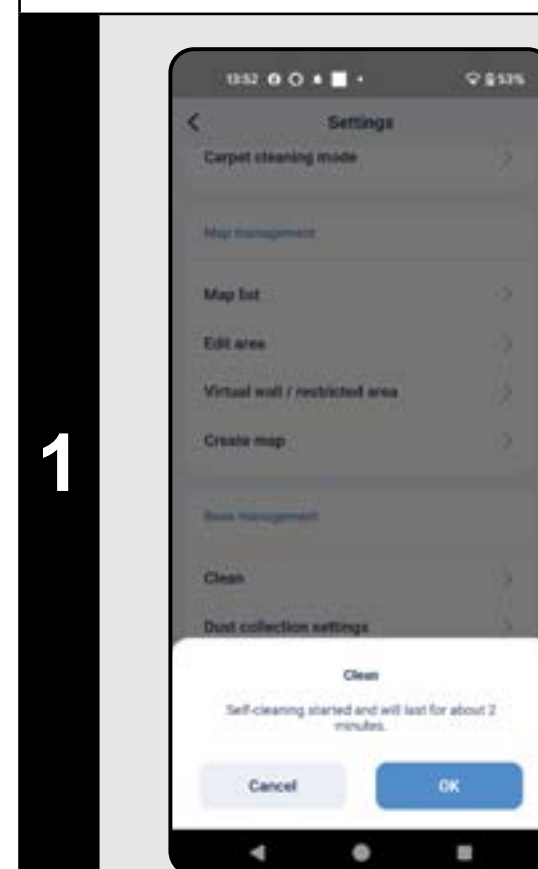 13:52 53%
Settings
Carpet cleaning mode
Map management
Map list
Edit area
Virtual wall / restricted area
Create map
1
Base management
Clean
Dust collection settings
Clean
Self-cleaning started and will last for about 2
minutes.
Cancel OK